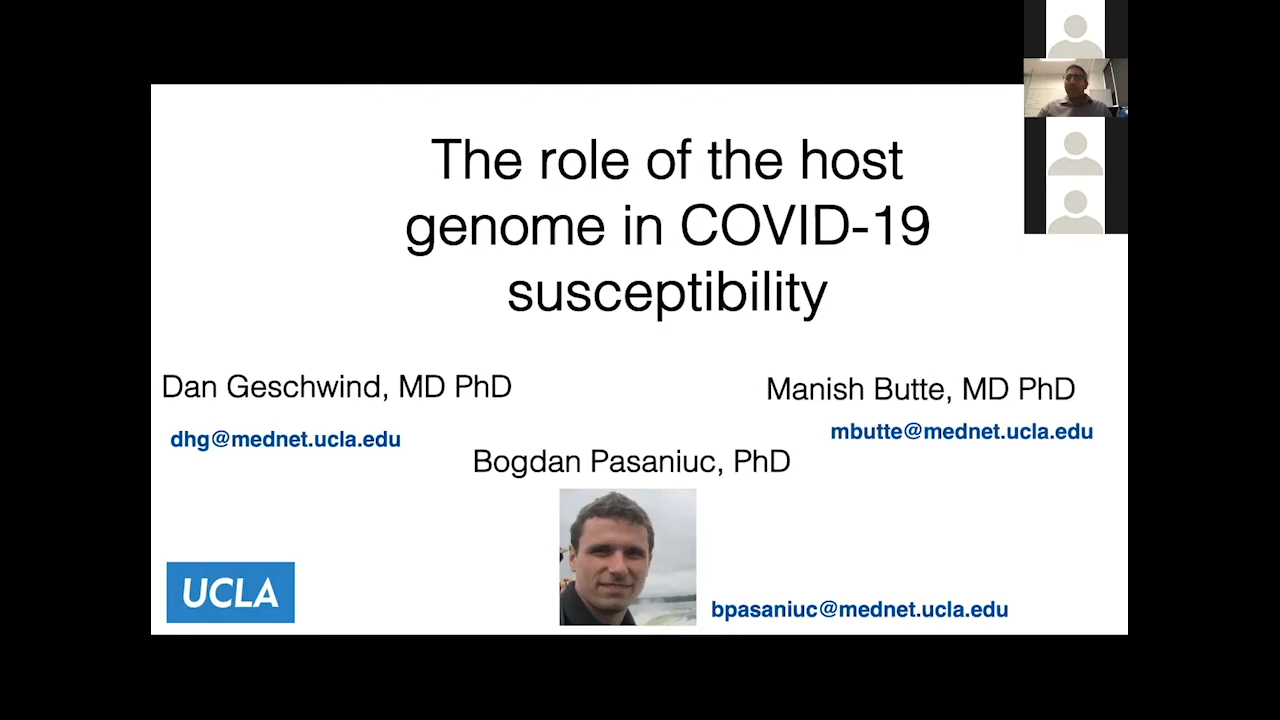 The role of the host
genome in COVID-19
susceptibility
Dan Geschwind, MD PhD
Manish Butte, MD PhD
dhg@mednet.ucla.edu
mbutte@mednet.ucla.edu
Bogdan Pasaniuc, PhD
UCLA
bpasaniuc@mednet.ucla.edu